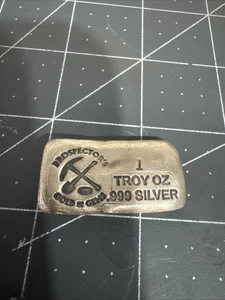 PROSPECTOR'S
GOLD & GEMS
1
TROY OZ
.999 SILVER